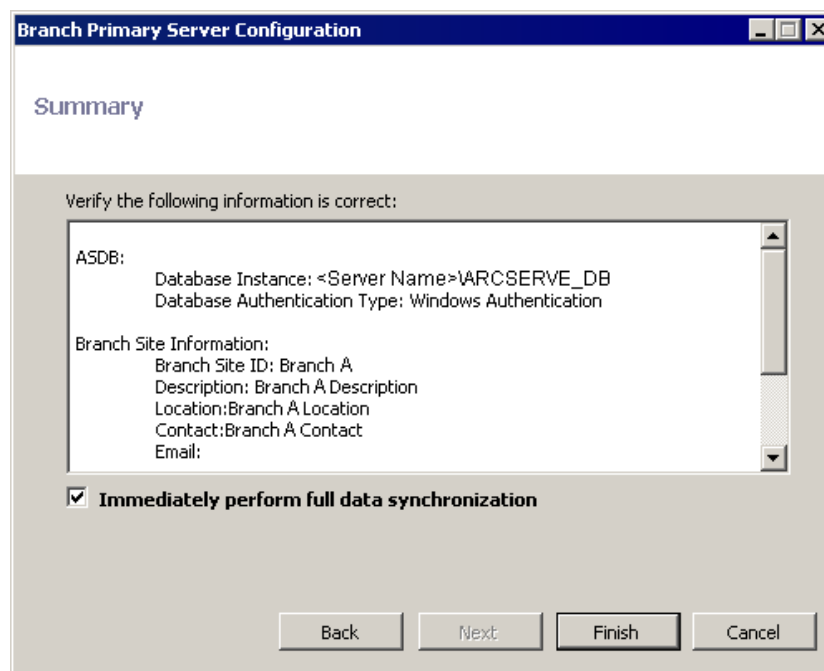 Branch Primary Server Configuration
Summary
Verify the following information is correct:
ASDB:
Database Instance: <Server Name>\ARCSERVE_DB
Database Authentication Type: Windows Authentication
Branch Site Information:
Branch Site ID: Branch A
Description: Branch A Description
Location:Branch A Location
Contact:Branch A Contact
Email:
Immediately perform full data synchronization
Back Next Finish Cancel